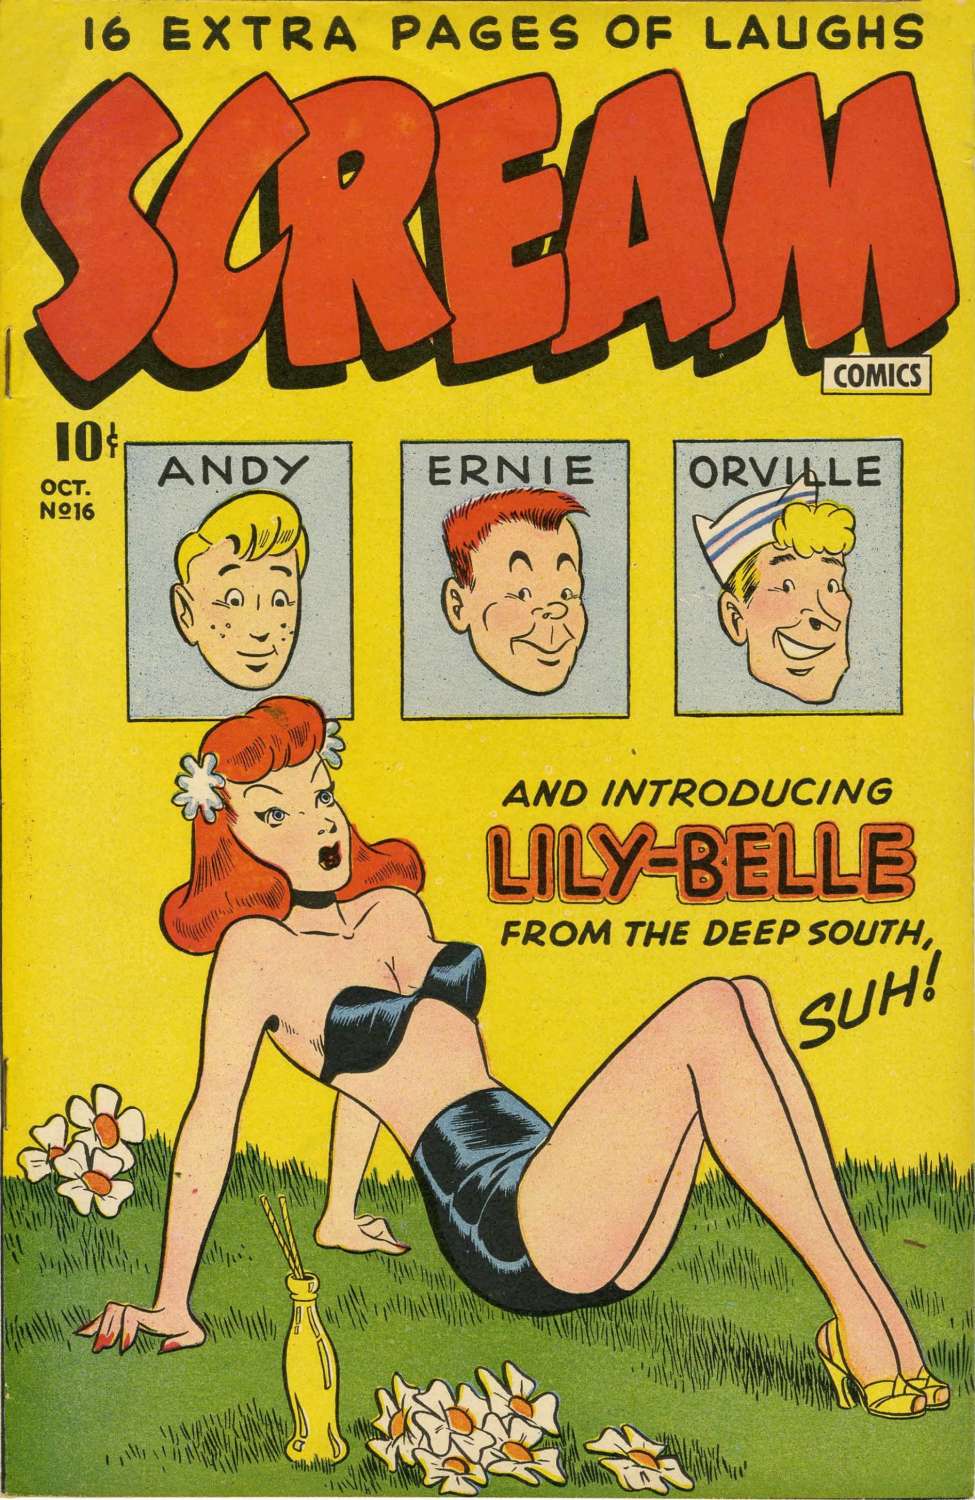 16 EXTRA PAGES OF LAUGHS
SCREAM
COMICS
10¢
OCT.
No16
ANDY
ERNIE
ORVILLE
AND INTRODUCING
LILY-BELLE
FROM THE DEEP SOUTH,
SUH!